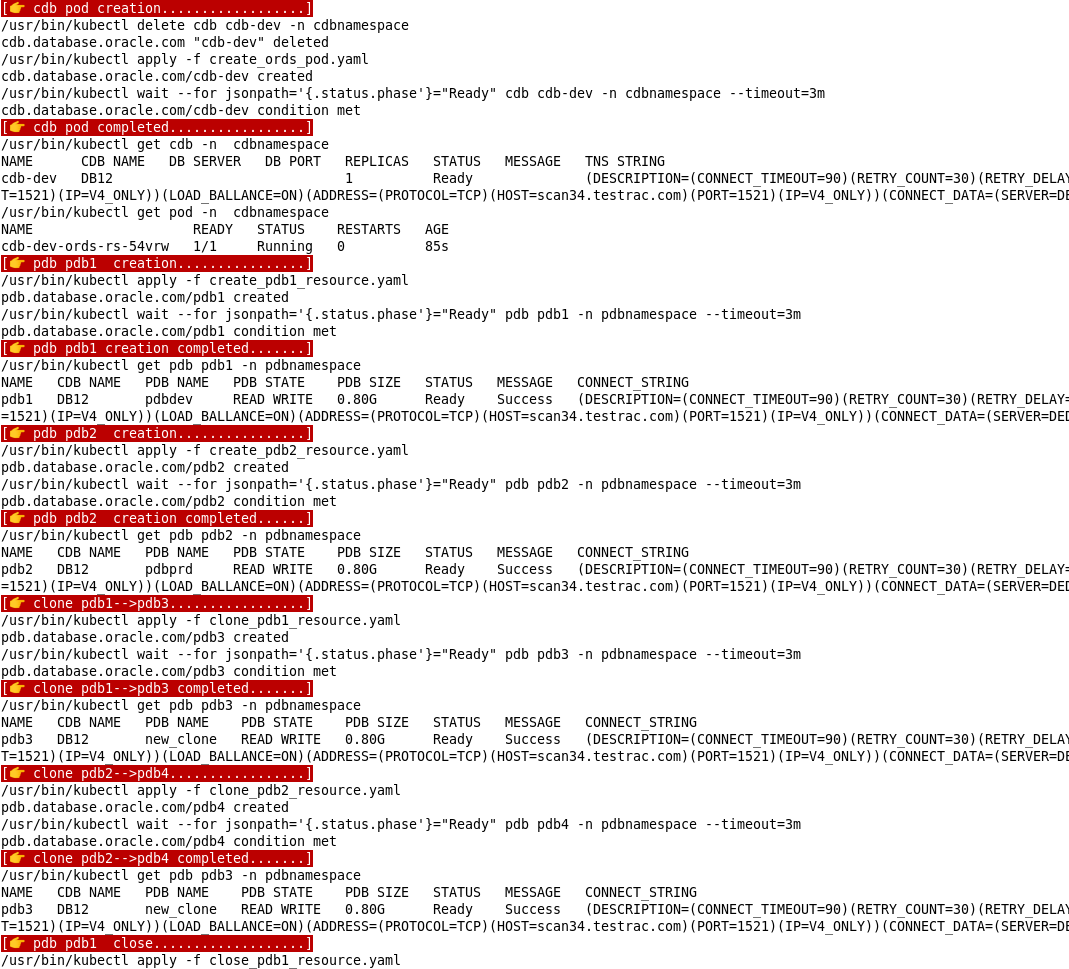 [👉 cdb pod creation..................]
/usr/bin/kubectl delete cdb cdb-dev -n cdbnamespace
cdb.database.oracle.com "cdb-dev" deleted
/usr/bin/kubectl apply -f create_ords_pod.yaml
cdb.database.oracle.com/cdb-dev created
/usr/bin/kubectl wait --for jsonpath='{.status.phase'}="Ready" cdb cdb-dev -n cdbnamespace --timeout=3m
cdb.database.oracle.com/cdb-dev condition met
[👉 cdb pod completed.................]
/usr/bin/kubectl get cdb -n  cdbnamespace
NAME      CDB NAME   DB SERVER   DB PORT   REPLICAS   STATUS   MESSAGE   TNS STRING
cdb-dev   DB12                             1          Ready              (DESCRIPTION=(CONNECT_TIMEOUT=90)(RETRY_COUNT=30)(RETRY_DELAY
T=1521)(IP=V4_ONLY))(LOAD_BALLANCE=ON)(ADDRESS=(PROTOCOL=TCP)(HOST=scan34.testrac.com)(PORT=1521)(IP=V4_ONLY))(CONNECT_DATA=(SERVER=DE
/usr/bin/kubectl get pod -n  cdbnamespace
NAME                    READY   STATUS    RESTARTS   AGE
cdb-dev-ords-rs-54vrw   1/1     Running   0          85s
[👉 pdb pdb1  creation................]
/usr/bin/kubectl apply -f create_pdb1_resource.yaml
pdb.database.oracle.com/pdb1 created
/usr/bin/kubectl wait --for jsonpath='{.status.phase'}="Ready" pdb pdb1 -n pdbnamespace --timeout=3m
pdb.database.oracle.com/pdb1 condition met
[👉 pdb pdb1 creation completed.......]
/usr/bin/kubectl get pdb pdb1 -n pdbnamespace
NAME   CDB NAME   PDB NAME   PDB STATE    PDB SIZE   STATUS   MESSAGE   CONNECT_STRING
pdb1   DB12       pdbdev     READ WRITE   0.80G      Ready    Success   (DESCRIPTION=(CONNECT_TIMEOUT=90)(RETRY_COUNT=30)(RETRY_DELAY=
=1521)(IP=V4_ONLY))(LOAD_BALLANCE=ON)(ADDRESS=(PROTOCOL=TCP)(HOST=scan34.testrac.com)(PORT=1521)(IP=V4_ONLY))(CONNECT_DATA=(SERVER=DED
[👉 pdb pdb2  creation................]
/usr/bin/kubectl apply -f create_pdb2_resource.yaml
pdb.database.oracle.com/pdb2 created
/usr/bin/kubectl wait --for jsonpath='{.status.phase'}="Ready" pdb pdb2 -n pdbnamespace --timeout=3m
pdb.database.oracle.com/pdb2 condition met
[👉 pdb pdb2  creation completed......]
/usr/bin/kubectl get pdb pdb2 -n pdbnamespace
NAME   CDB NAME   PDB NAME   PDB STATE    PDB SIZE   STATUS   MESSAGE   CONNECT_STRING
pdb2   DB12       pdbprd     READ WRITE   0.80G      Ready    Success   (DESCRIPTION=(CONNECT_TIMEOUT=90)(RETRY_COUNT=30)(RETRY_DELAY=
=1521)(IP=V4_ONLY))(LOAD_BALLANCE=ON)(ADDRESS=(PROTOCOL=TCP)(HOST=scan34.testrac.com)(PORT=1521)(IP=V4_ONLY))(CONNECT_DATA=(SERVER=DED
[👉 clone pdb1-->pdb3.................]
/usr/bin/kubectl apply -f clone_pdb1_resource.yaml
pdb.database.oracle.com/pdb3 created
/usr/bin/kubectl wait --for jsonpath='{.status.phase'}="Ready" pdb pdb3 -n pdbnamespace --timeout=3m
pdb.database.oracle.com/pdb3 condition met
[👉 clone pdb1-->pdb3 completed.......]
/usr/bin/kubectl get pdb pdb3 -n pdbnamespace
NAME   CDB NAME   PDB NAME    PDB STATE    PDB SIZE   STATUS   MESSAGE   CONNECT_STRING
pdb3   DB12       new_clone   READ WRITE   0.80G      Ready    Success   (DESCRIPTION=(CONNECT_TIMEOUT=90)(RETRY_COUNT=30)(RETRY_DELAY
T=1521)(IP=V4_ONLY))(LOAD_BALLANCE=ON)(ADDRESS=(PROTOCOL=TCP)(HOST=scan34.testrac.com)(PORT=1521)(IP=V4_ONLY))(CONNECT_DATA=(SERVER=DE
[👉 clone pdb2-->pdb4.................]
/usr/bin/kubectl apply -f clone_pdb2_resource.yaml
pdb.database.oracle.com/pdb4 created
/usr/bin/kubectl wait --for jsonpath='{.status.phase'}="Ready" pdb pdb4 -n pdbnamespace --timeout=3m
pdb.database.oracle.com/pdb4 condition met
[👉 clone pdb2-->pdb4 completed.......]
/usr/bin/kubectl get pdb pdb3 -n pdbnamespace
NAME   CDB NAME   PDB NAME    PDB STATE    PDB SIZE   STATUS   MESSAGE   CONNECT_STRING
pdb3   DB12       new_clone   READ WRITE   0.80G      Ready    Success   (DESCRIPTION=(CONNECT_TIMEOUT=90)(RETRY_COUNT=30)(RETRY_DELAY
T=1521)(IP=V4_ONLY))(LOAD_BALLANCE=ON)(ADDRESS=(PROTOCOL=TCP)(HOST=scan34.testrac.com)(PORT=1521)(IP=V4_ONLY))(CONNECT_DATA=(SERVER=DE
[👉 pdb pdb1  close...................]
/usr/bin/kubectl apply -f close_pdb1_resource.yaml